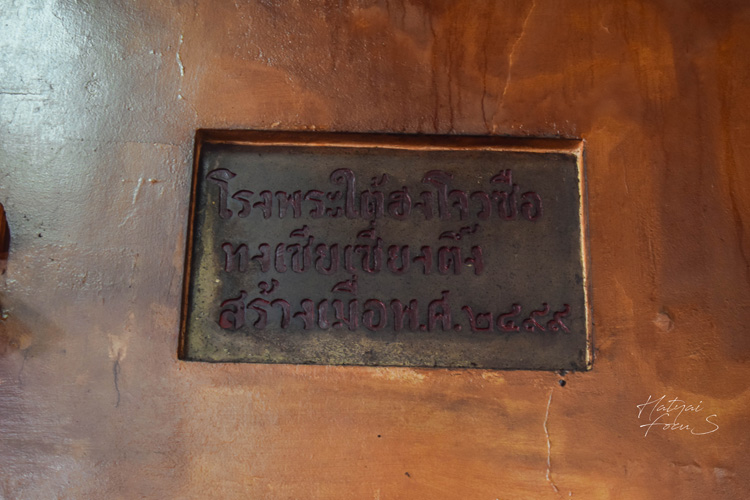 โรงพระใต้ฮงโจวซือ
ทงเซียเซี่ยงตึ๊ง
สร้างเมื่อพ.ศ.๒๔๙๙
Hatyai
Focus